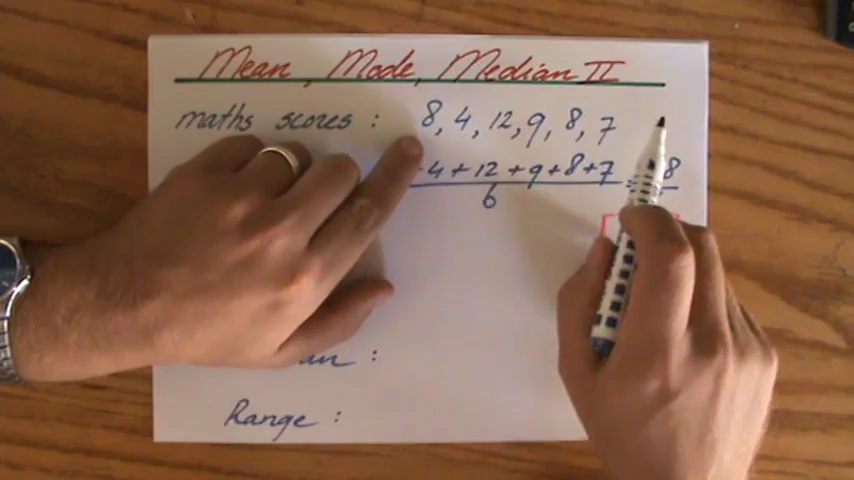 Mean, Mode, Median II
maths scores : 8, 4, 12, 9, 8, 7
4 + 12 + 9 + 8 + 7
6
8
:
Range :